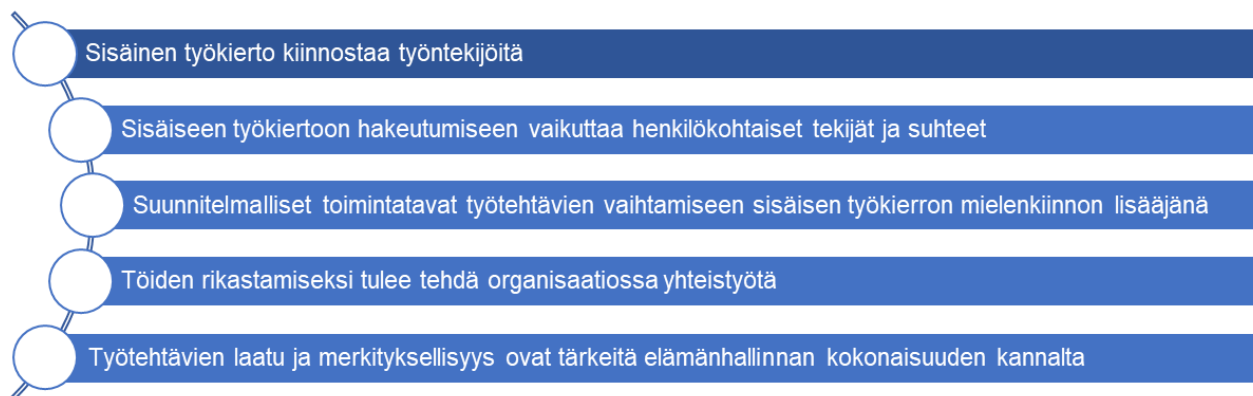 Sisäinen työkierto kiinnostaa työntekijöitä
Sisäiseen työkiertoon hakeutumiseen vaikuttaa henkilökohtaiset tekijät ja suhteet
Suunnitelmalliset toimintatavat työtehtävien vaihtamiseen sisäisen työkierron mielenkiinnon lisääjänä
Töiden rikastamiseksi tulee tehdä organisaatiossa yhteistyötä
Työtehtävien laatu ja merkityksellisyys ovat tärkeitä elämänhallinnan kokonaisuuden kannalta